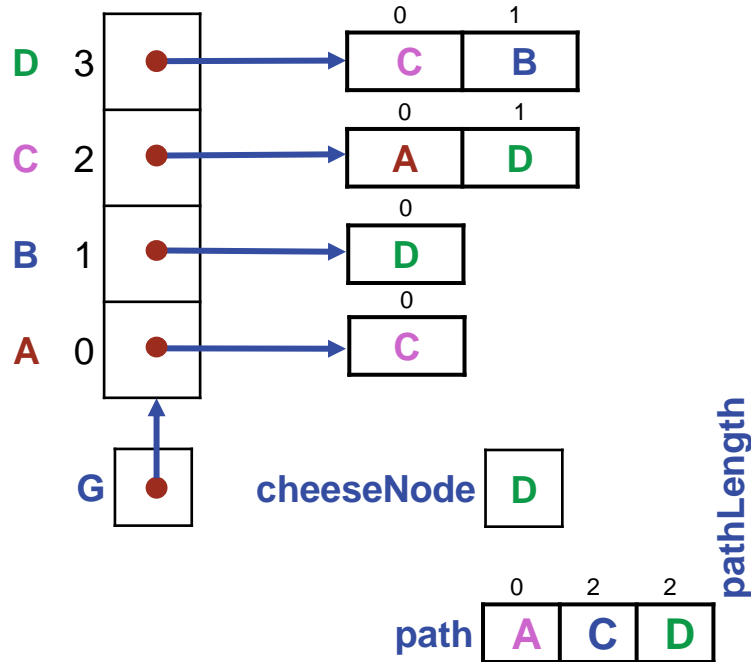 0 1
D 3 C B
0 1
C 2 A D
0
B 1 D
0
A 0 C
G cheeseNode D
pathLength
0 2 2
path A C D